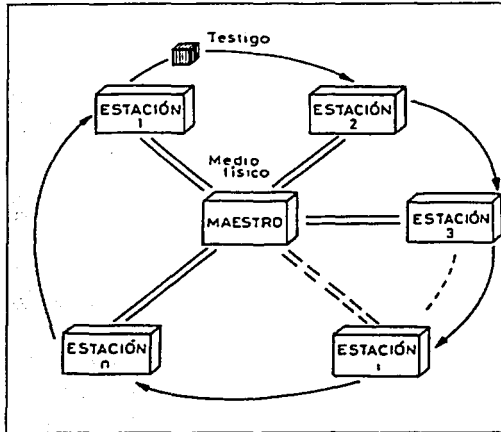 Testigo
ESTACIÓN
1
ESTACIÓN
2
Medio
físico
MAESTRO
ESTACIÓN
3
ESTACIÓN
n
ESTACIÓN
i